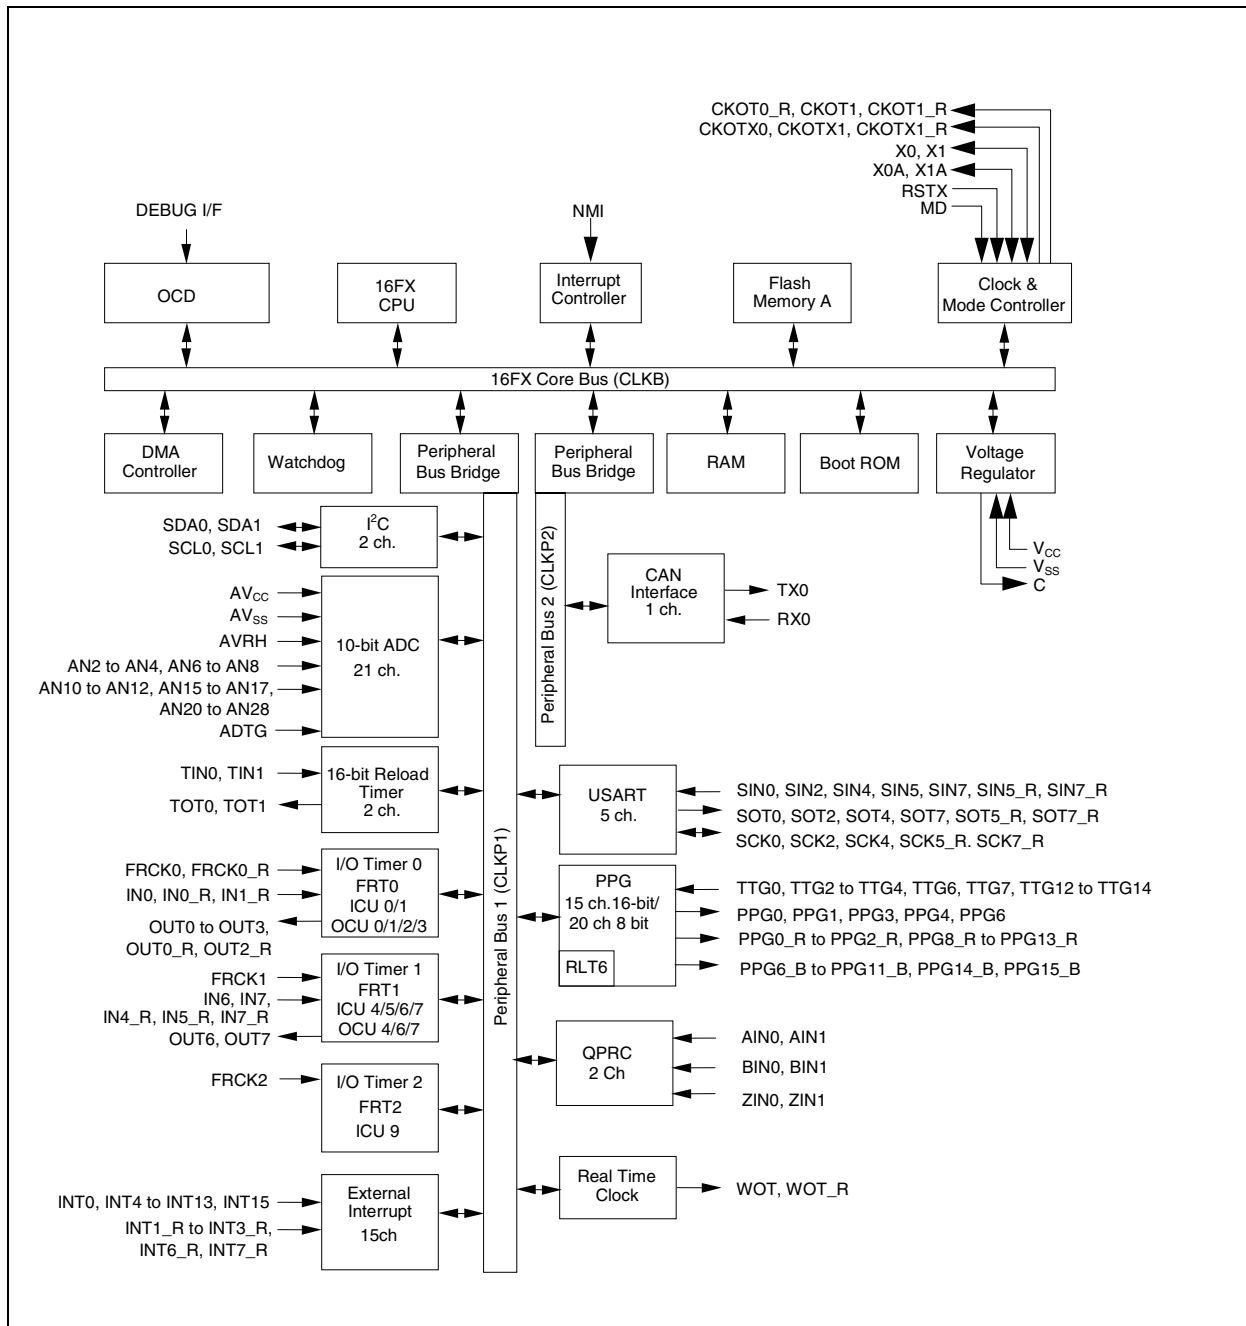 CKOT0_R, CKOT1, CKOT1_R
CKOTX0, CKOTX1, CKOTX1_R
X0, X1
X0A, X1A
RSTX
MD
DEBUG I/F
NMI
OCD
16FX
CPU
Interrupt
Controller
Flash
Memory A
Clock &
Mode Controller
16FX Core Bus (CLKB)
DMA
Controller
Watchdog
Peripheral
Bus Bridge
Peripheral
Bus Bridge
RAM
Boot ROM
Voltage
Regulator
VCC
VSS
C
SDA0, SDA1
SCL0, SCL1
I²C
2 ch.
AVCC
AVSS
AVRH
AN2 to AN4, AN6 to AN8
AN10 to AN12, AN15 to AN17,
AN20 to AN28
ADTG
10-bit ADC
21 ch.
TIN0, TIN1
TOT0, TOT1
16-bit Reload
Timer
2 ch.
FRCK0, FRCK0_R
IN0, IN0_R, IN1_R
OUT0 to OUT3,
OUT0_R, OUT2_R
I/O Timer 0
FRT0
ICU 0/1
OCU 0/1/2/3
FRCK1
IN6, IN7,
IN4_R, IN5_R, IN7_R
OUT6, OUT7
I/O Timer 1
FRT1
ICU 4/5/6/7
OCU 4/6/7
FRCK2
I/O Timer 2
FRT2
ICU 9
INT0, INT4 to INT13, INT15
INT1_R to INT3_R,
INT6_R, INT7_R
External
Interrupt
15ch
Peripheral Bus 1 (CLKP1)
Peripheral Bus 2 (CLKP2)
CAN
Interface
1 ch.
TX0
RX0
USART
5 ch.
SIN0, SIN2, SIN4, SIN5, SIN7, SIN5_R, SIN7_R
SOT0, SOT2, SOT4, SOT7, SOT5_R, SOT7_R
SCK0, SCK2, SCK4, SCK5_R. SCK7_R
PPG
15 ch.16-bit/
20 ch 8 bit
RLT6
TTG0, TTG2 to TTG4, TTG6, TTG7, TTG12 to TTG14
PPG0, PPG1, PPG3, PPG4, PPG6
PPG0_R to PPG2_R, PPG8_R to PPG13_R
PPG6_B to PPG11_B, PPG14_B, PPG15_B
QPRC
2 Ch
AIN0, AIN1
BIN0, BIN1
ZIN0, ZIN1
Real Time
Clock
WOT, WOT_R